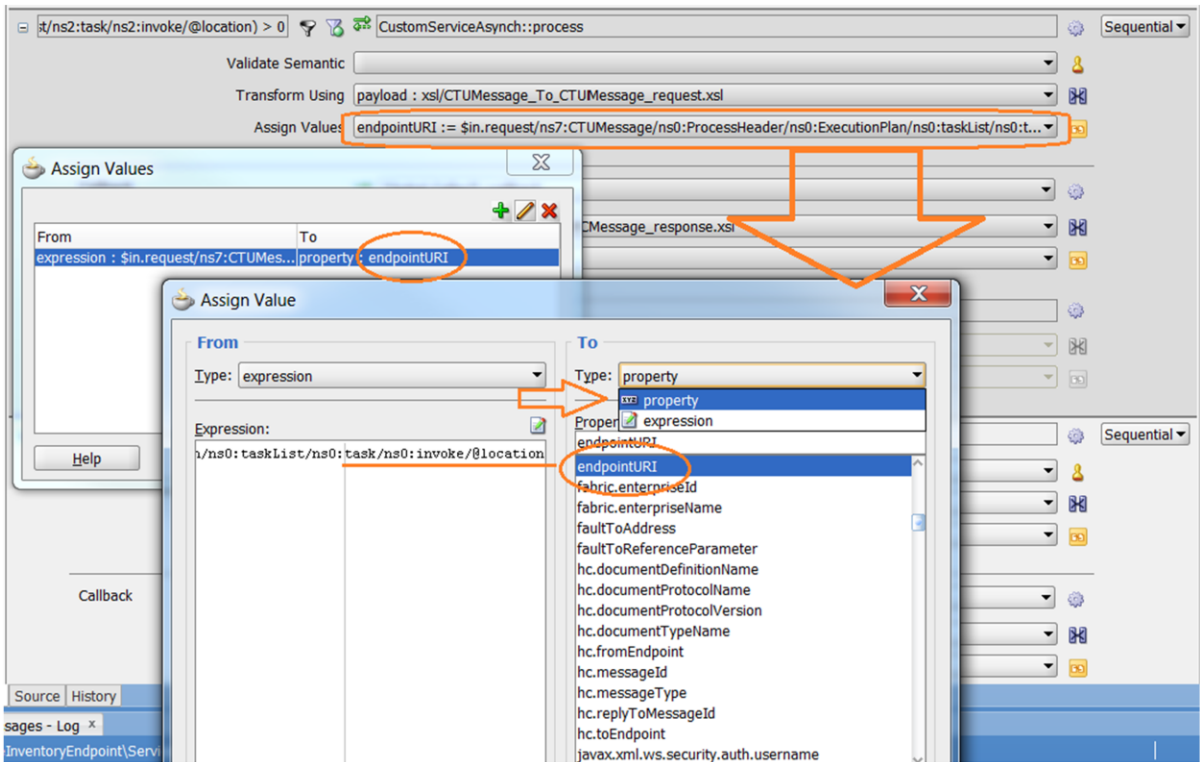 t/ns2:task/ns2:invoke/@location) > 0 CustomServiceAsynch::process Sequential
Validate Semantic
Transform Using payload : xsl/CTUMessage_To_CTUMessage_request.xsl
Assign Values endpointURI := $in.request/ns7:CTUMessage/ns0:ProcessHeader/ns0:ExecutionPlan/ns0:taskList/ns0:t...
Assign Values
CMessage_response.xsl
From To
expression : $in.request/ns7:CTUMes... property : endpointURI
Assign Value
From To
Type: expression Type: property
property
expression
Expression: Proper
endpointURI
n/ns0:taskList/ns0:task/ns0:invoke/@location
endpointURI
Sequential
Help
fabric.enterpriseId
fabric.enterpriseName
faultToAddress
faultToReferenceParameter
hc.documentDefinitionName
hc.documentProtocolName
Callback
hc.documentProtocolVersion
hc.documentTypeName
hc.fromEndpoint
hc.messageId
hc.messageType
Source History
hc.replyToMessageId
sages - Log x
hc.toEndpoint
InventoryEndpoint\Servi
javax.xml.ws.security.auth.username